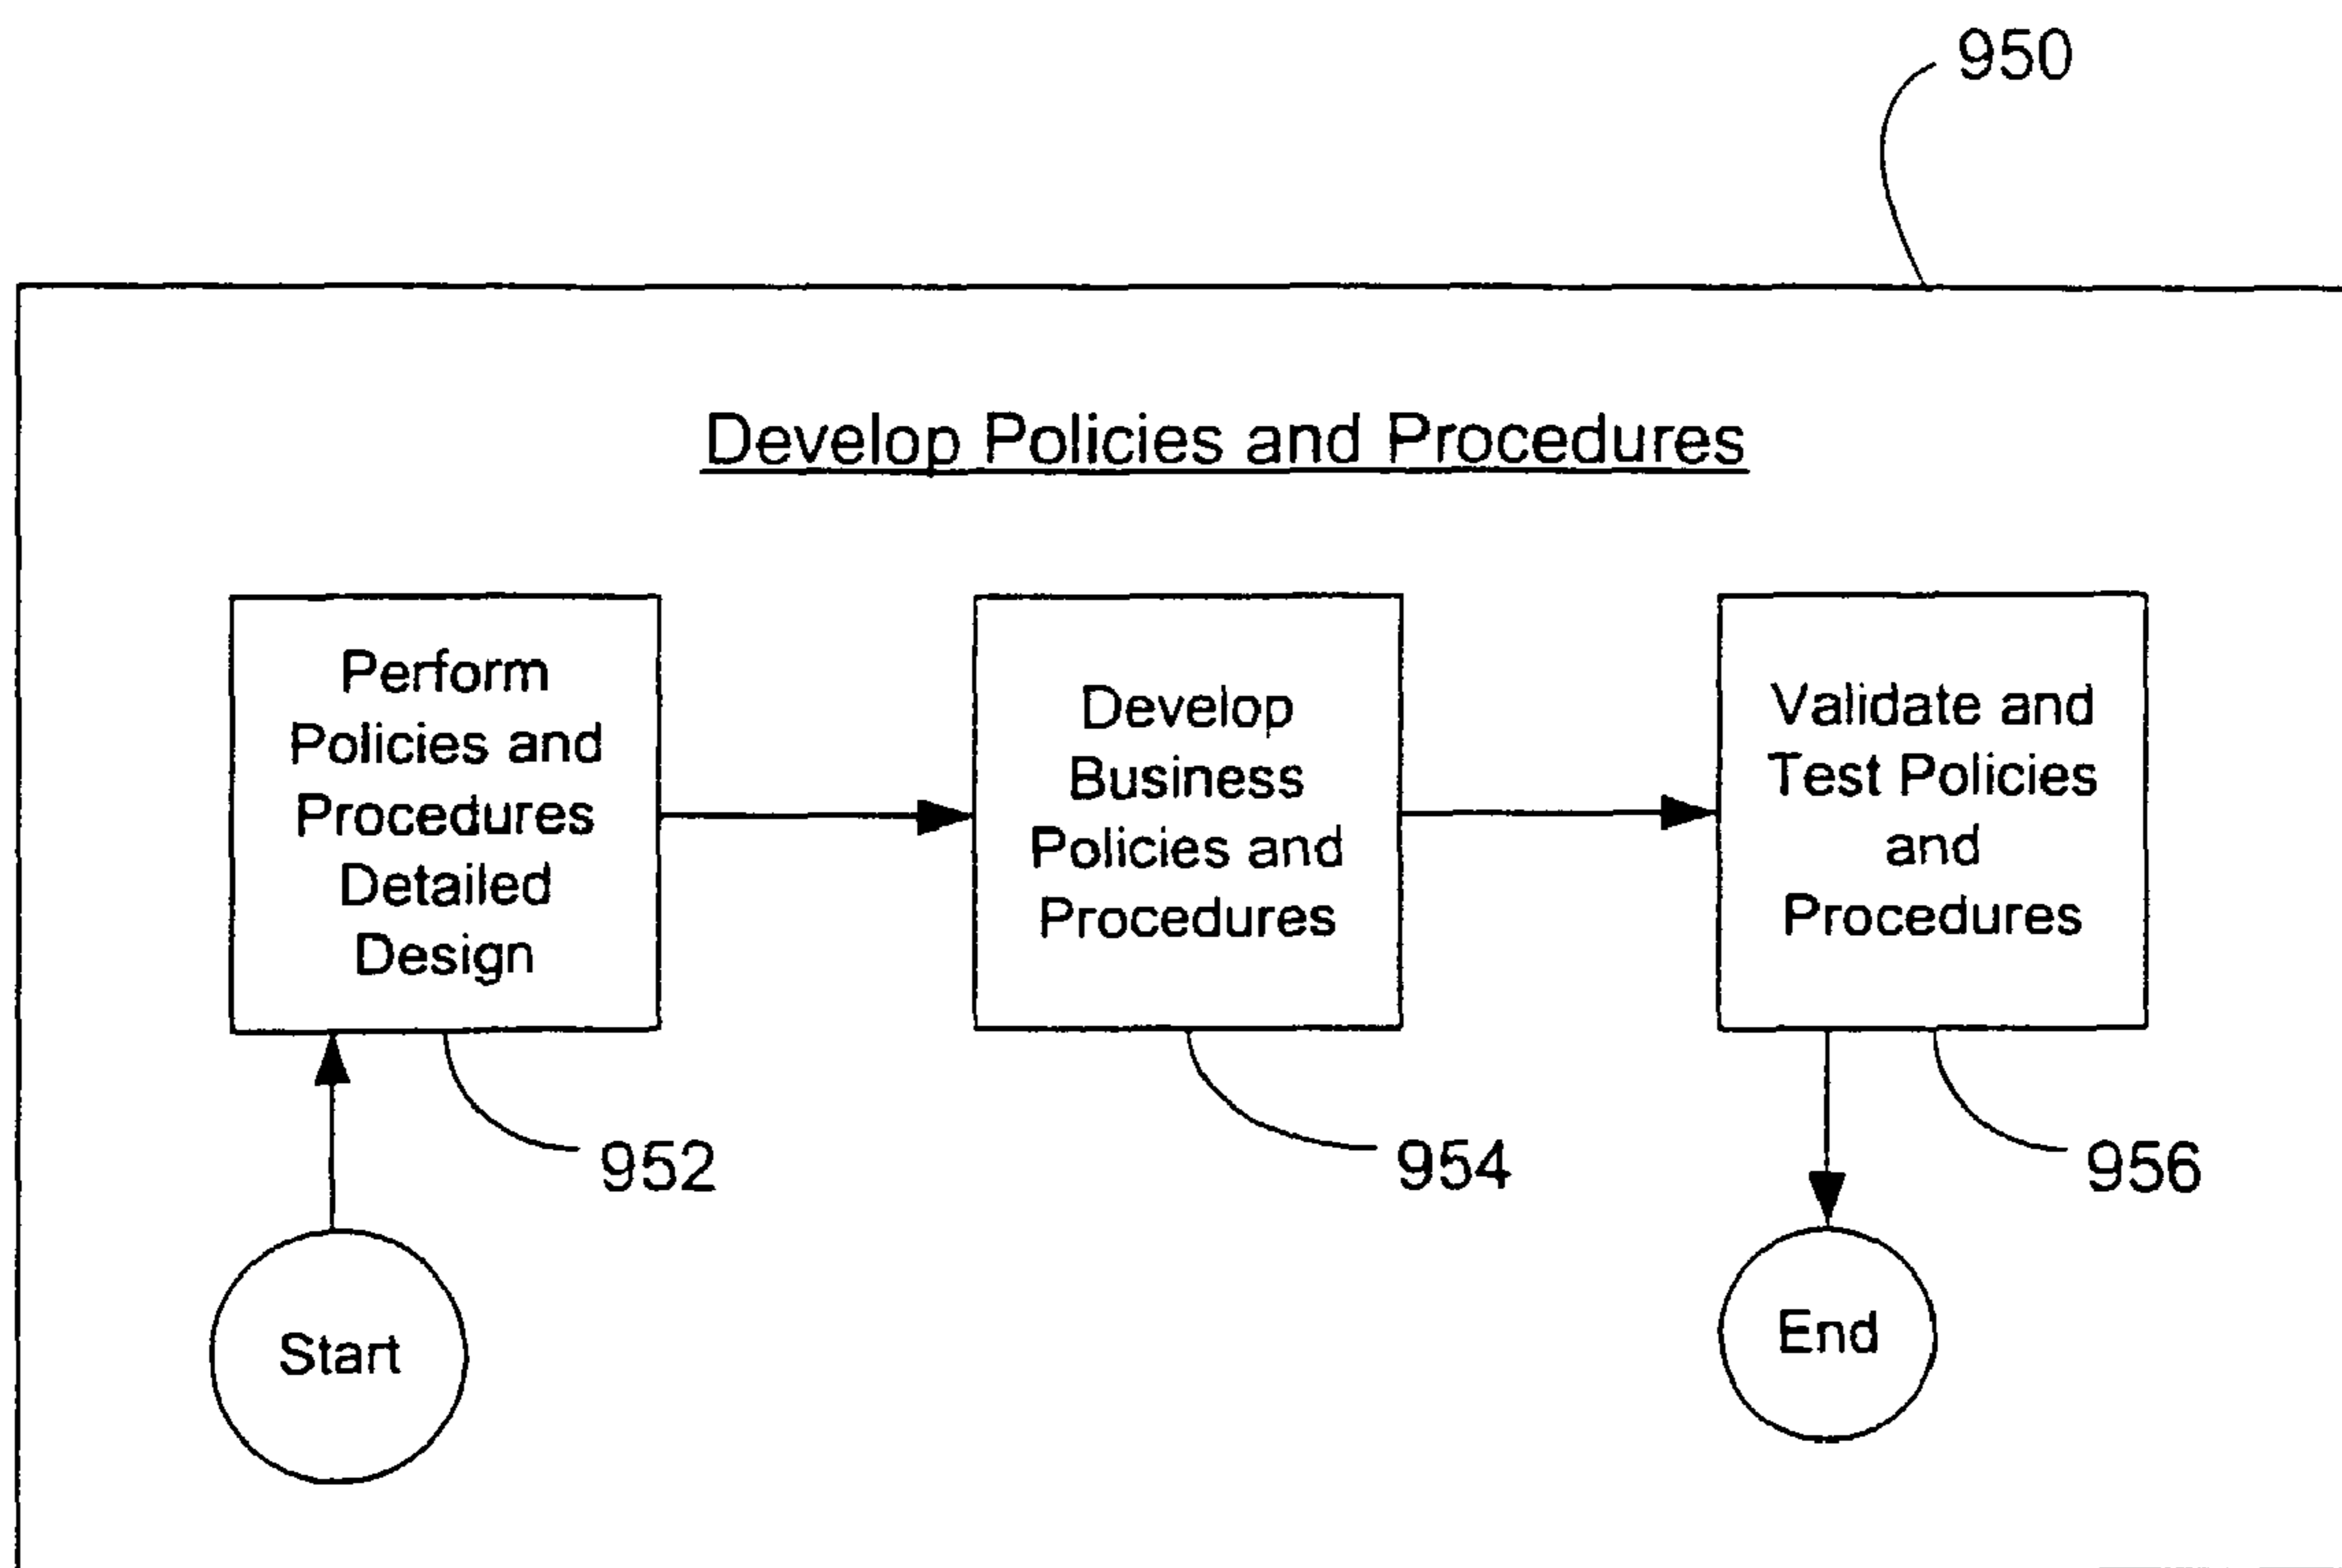 950
Develop Policies and Procedures
Perform
Policies and
Procedures
Detailed
Design
Develop
Business
Policies and
Procedures
Validate and
Test Policies
and
Procedures
952
954
956
Start
End